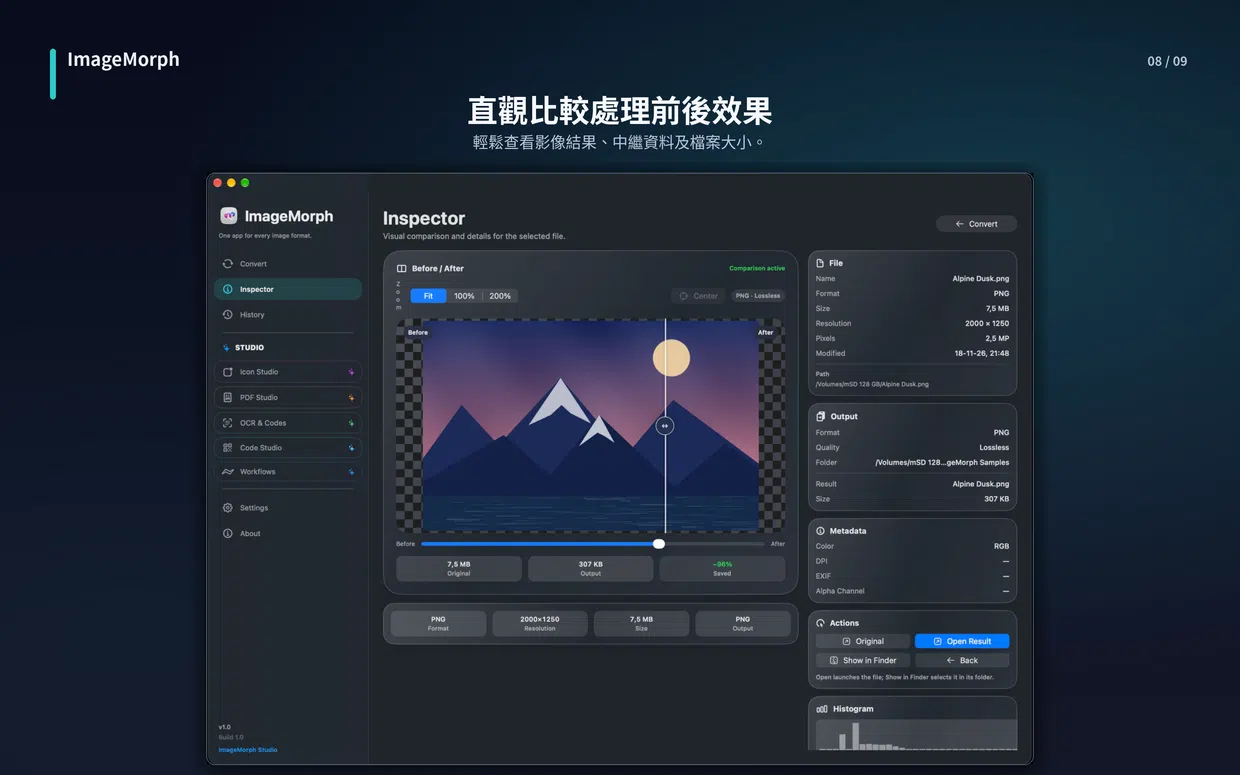 ImageMorph
08 / 09
直觀比較處理前後效果
輕鬆查看影像結果、中繼資料及檔案大小。
ImageMorph
One app for every image format.
Convert
Inspector
History
STUDIO
Icon Studio
PDF Studio
OCR & Codes
Code Studio
Workflows
Settings
About
v1.0
Build 1.0
ImageMorph Studio
Inspector
Visual comparison and details for the selected file.
← Convert
Before / After
Comparison active
Zoom
Fit
100%
200%
Center
PNG · Lossless
Before
After
Before
After
7,5 MB
Original
307 KB
Output
−96%
Saved
PNG
Format
2000×1250
Resolution
7,5 MB
Size
PNG
Output
File
Name Alpine Dusk.png
Format PNG
Size 7,5 MB
Resolution 2000 × 1250
Pixels 2,5 MP
Modified 18-11-26, 21:48
Path
/Volumes/mSD 128 GB/Alpine Dusk.png
Output
Format PNG
Quality Lossless
Folder /Volumes/mSD 128...geMorph Samples
Result Alpine Dusk.png
Size 307 KB
Metadata
Color RGB
DPI —
EXIF —
Alpha Channel —
Actions
Original
Open Result
Show in Finder
← Back
Open launches the file; Show in Finder selects it in its folder.
Histogram